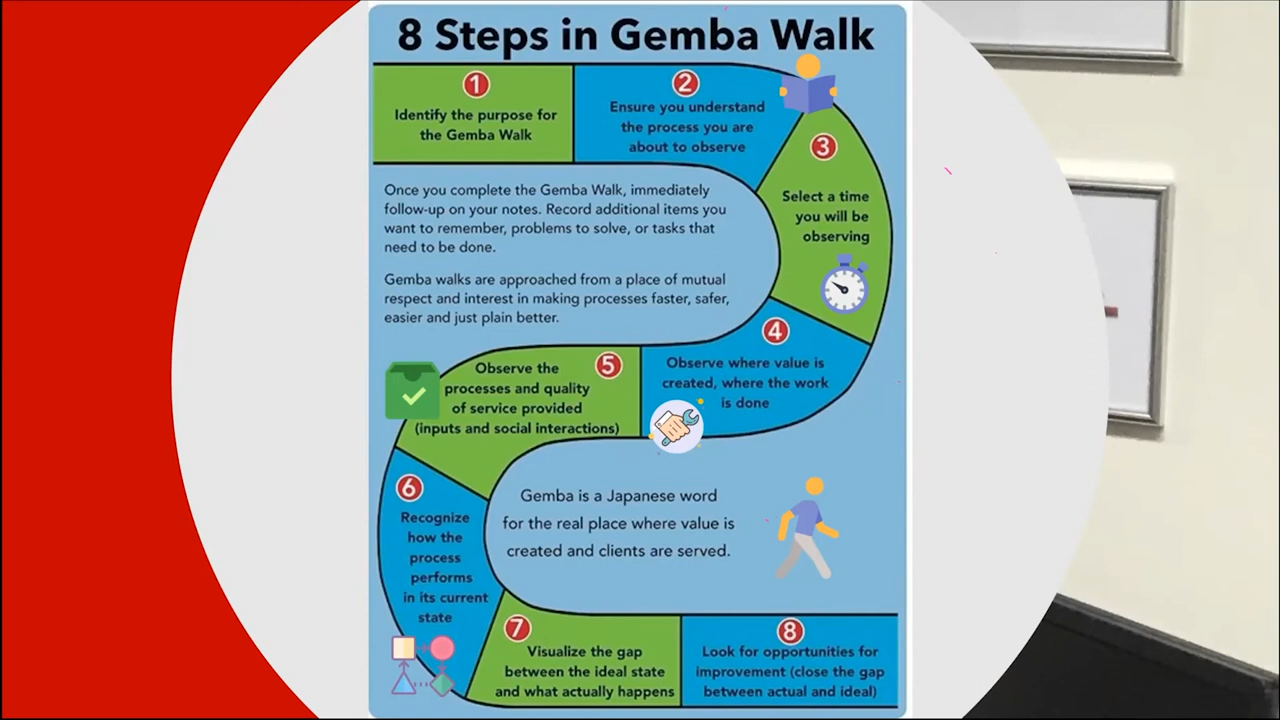 8 Steps in Gemba Walk
1
Identify the purpose for
the Gemba Walk
2
Ensure you understand
the process you are
about to observe
3
Select a time
you will be
observing
Once you complete the Gemba Walk, immediately
follow-up on your notes. Record additional items you
want to remember, problems to solve, or tasks that
need to be done.
Gemba walks are approached from a place of mutual
respect and interest in making processes faster, safer,
easier and just plain better.
4
Observe where value is
created, where the work
is done
5
Observe the
processes and quality
of service provided
(inputs and social interactions)
6
Recognize
how the
process
performs
in its current
state
Gemba is a Japanese word
for the real place where value is
created and clients are served.
7
Visualize the gap
between the ideal state
and what actually happens
8
Look for opportunities for
improvement (close the gap
between actual and ideal)